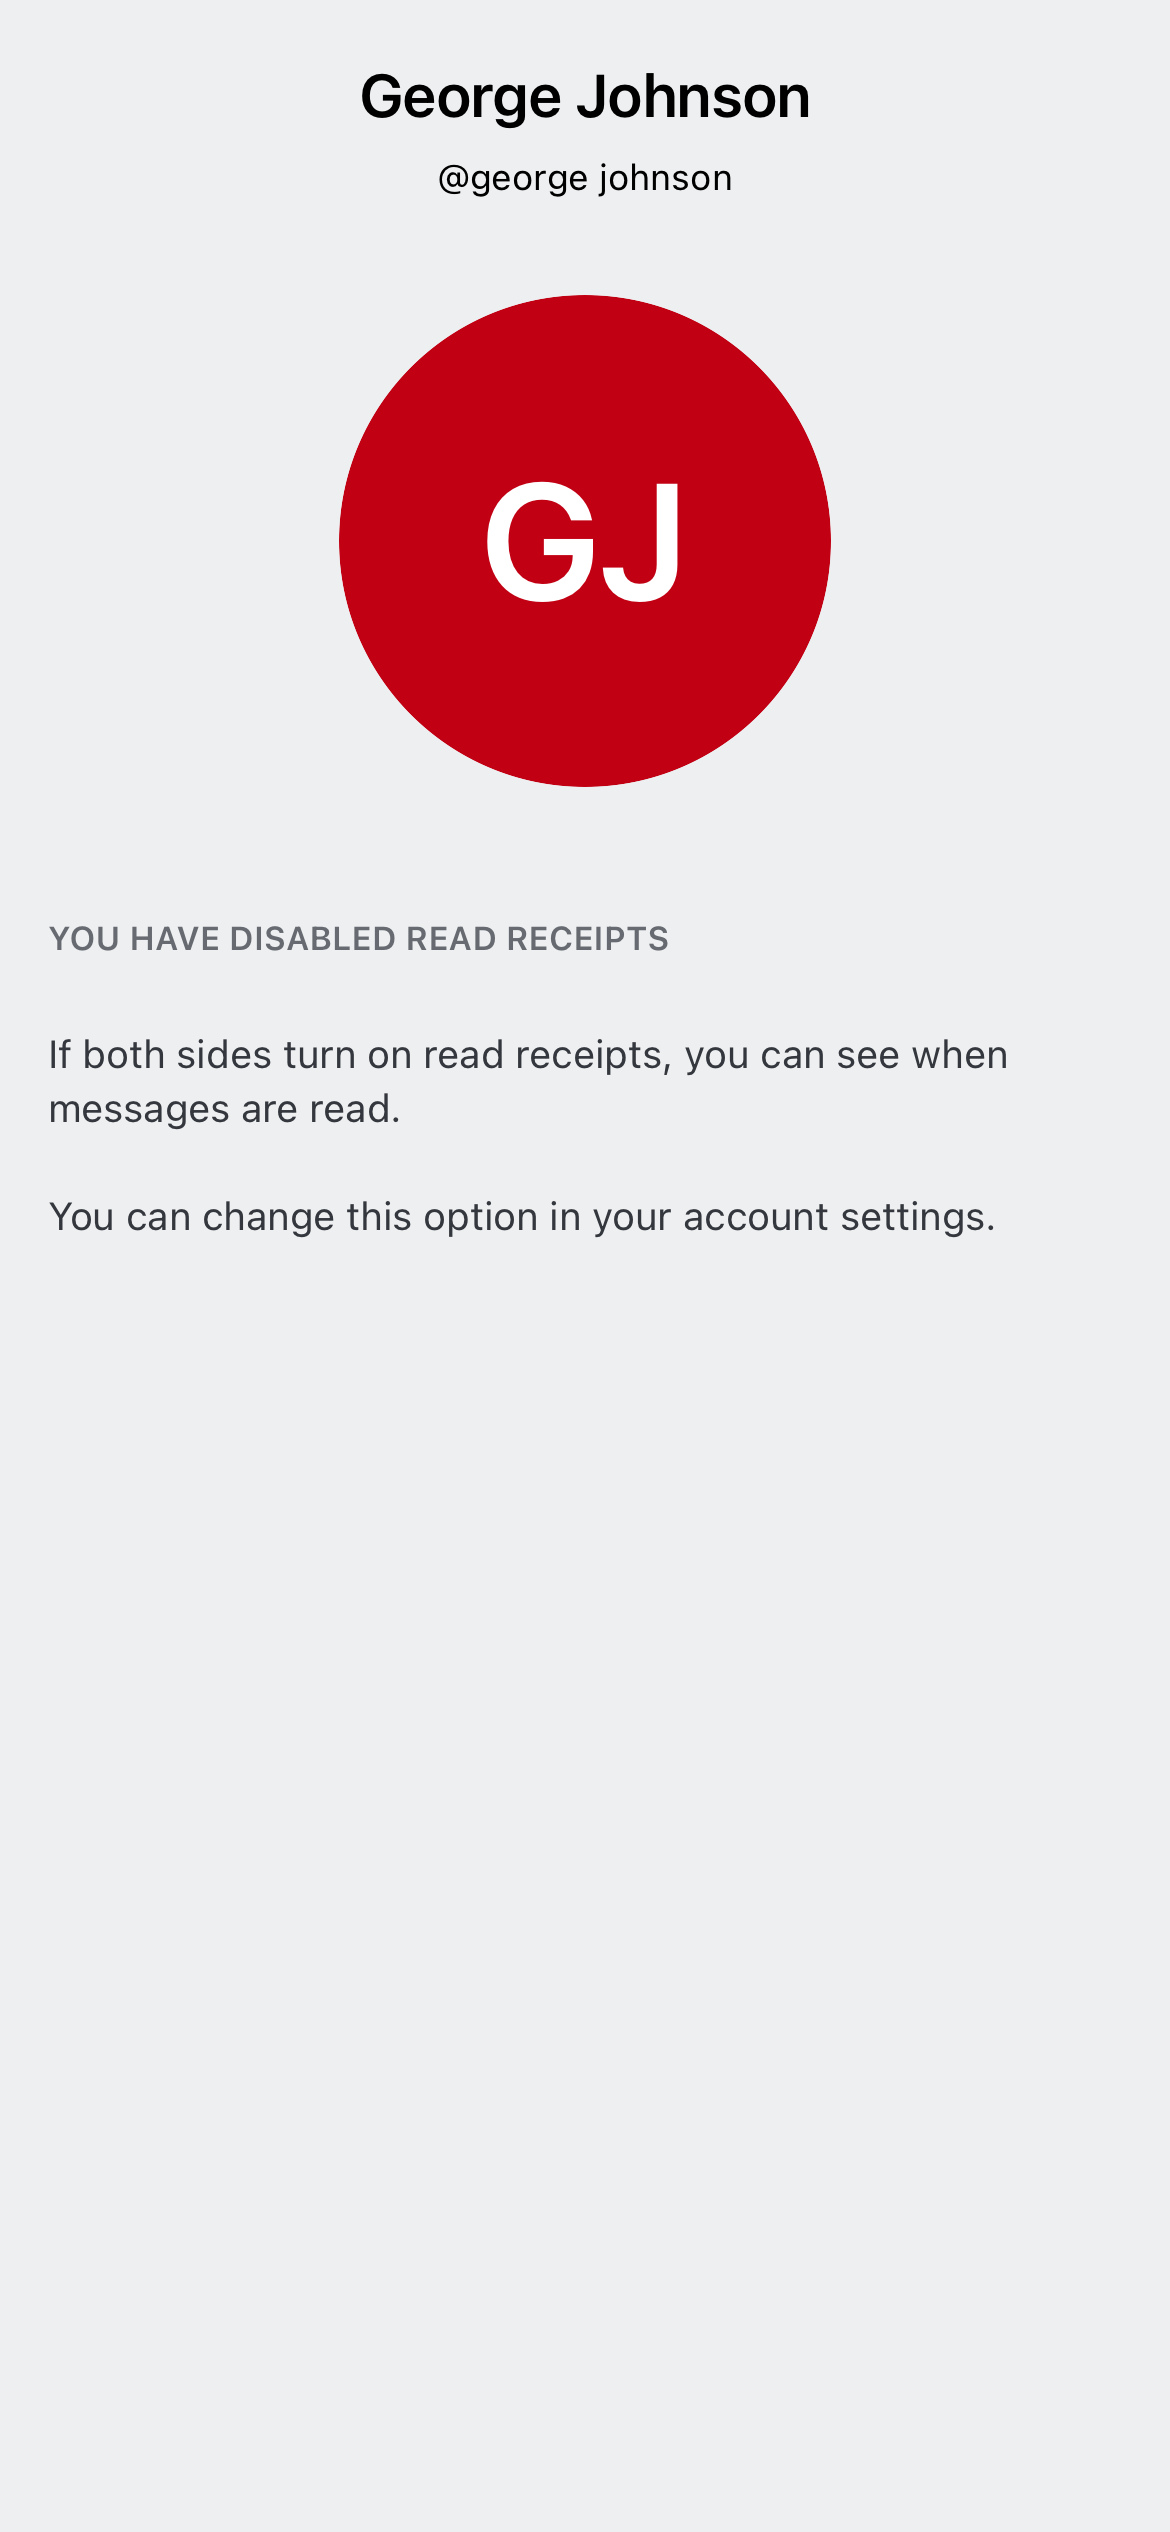 George Johnson
@george johnson
GJ
YOU HAVE DISABLED READ RECEIPTS
If both sides turn on read receipts, you can see when
messages are read.
You can change this option in your account settings.